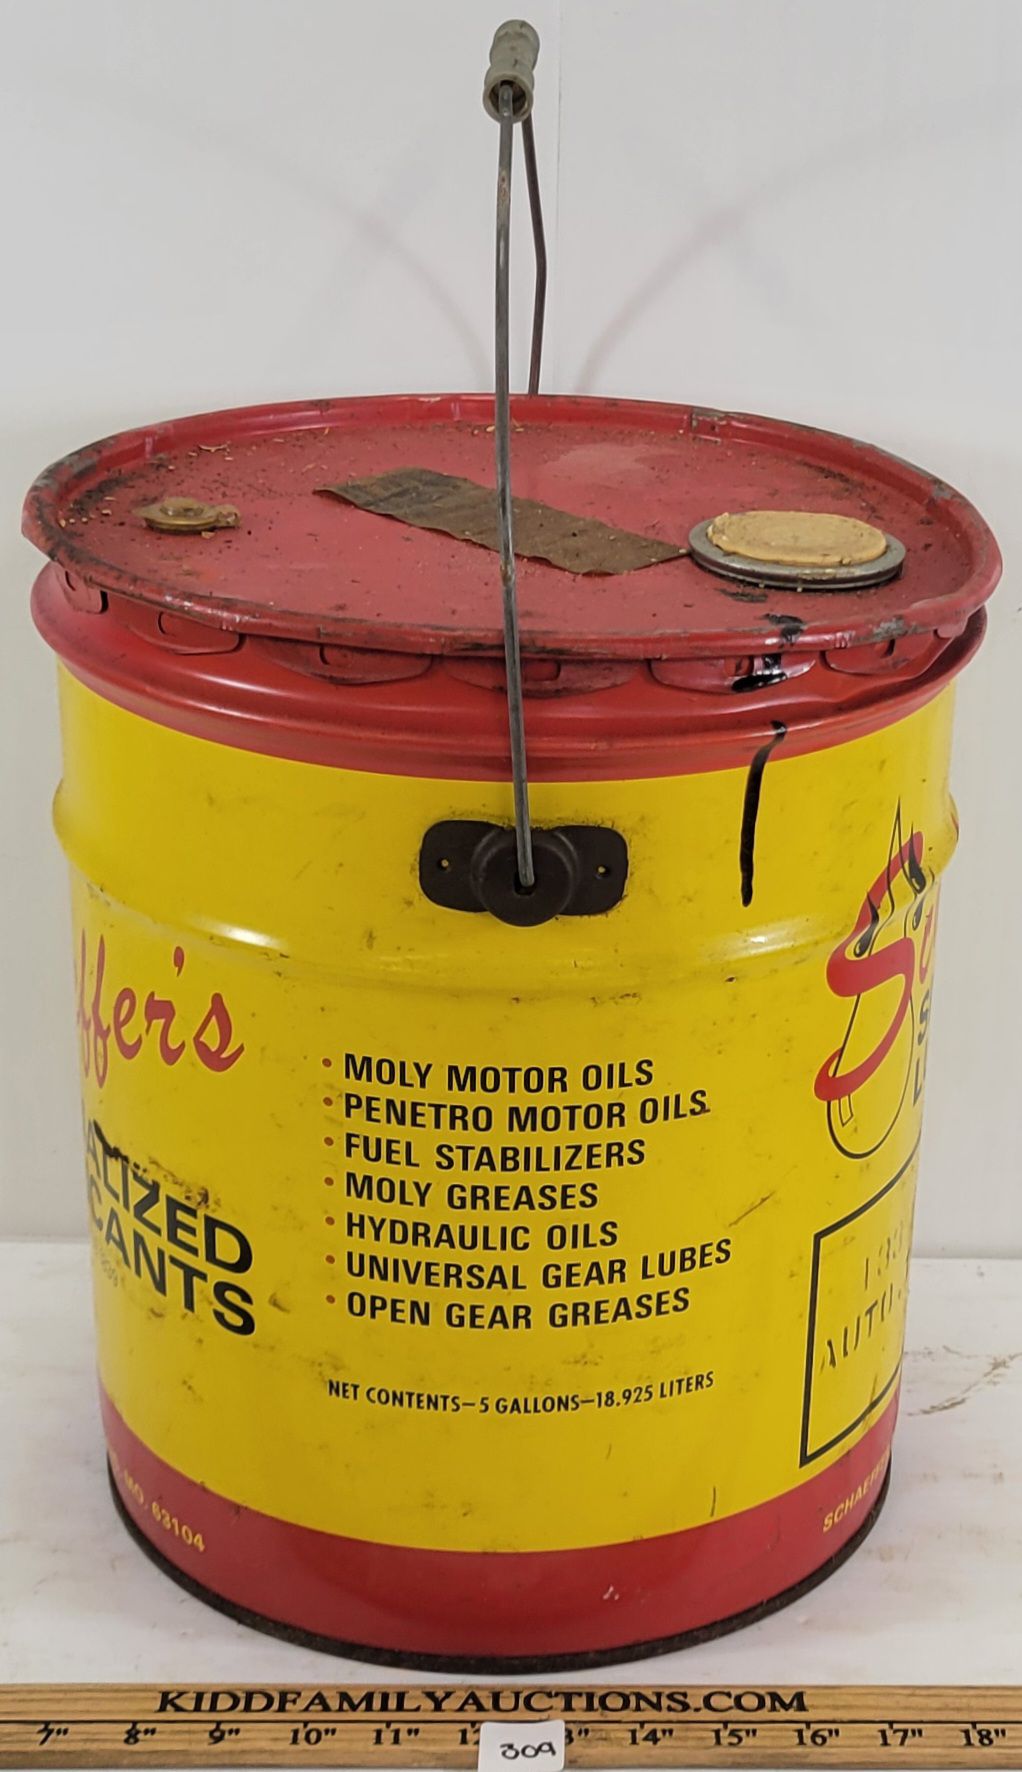 ffer's
ALIZED
CANTS
MO. 63104
• MOLY MOTOR OILS
• PENETRO MOTOR OILS
• FUEL STABILIZERS
• MOLY GREASES
• HYDRAULIC OILS
• UNIVERSAL GEAR LUBES
• OPEN GEAR GREASES
NET CONTENTS—5 GALLONS—18.925 LITERS
AUTO
SCHAEFF
KIDDFAMILYAUCTIONS.COM
7" 8" 9" 10" 11" 14" 15" 16" 17" 18"
309